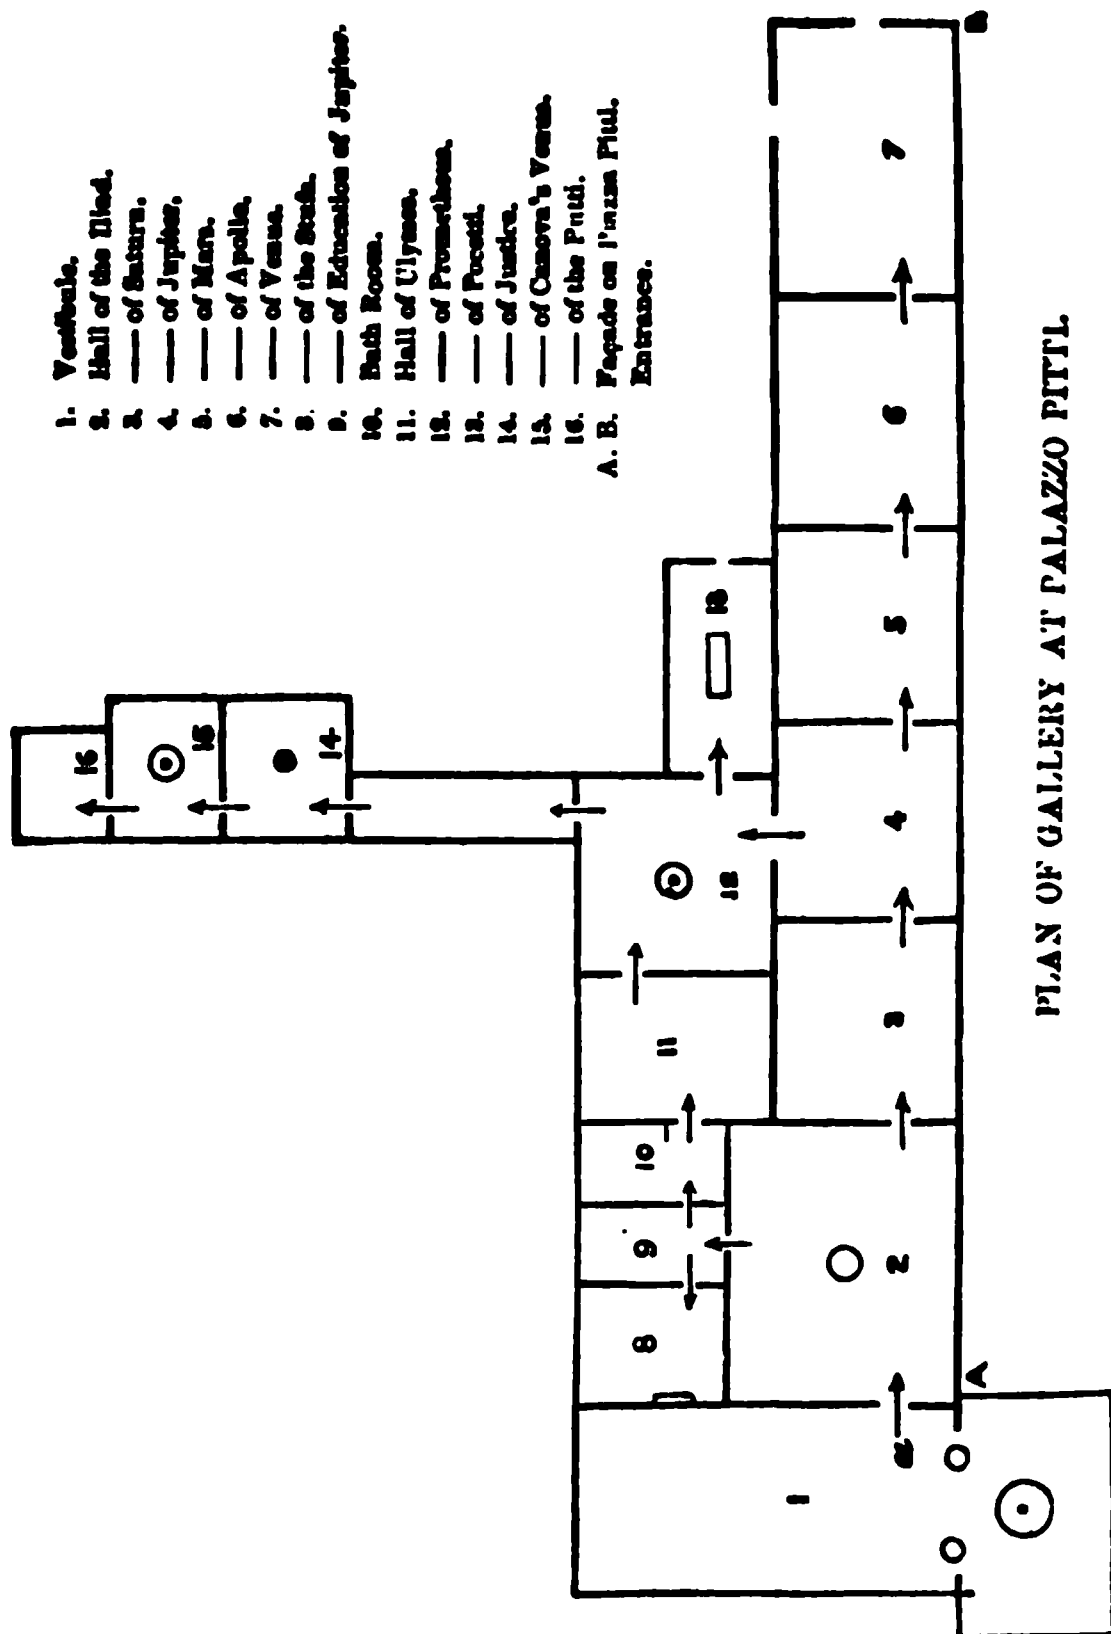 1. Vestibule.
2. Hall of the Iliad.
3. —— of Saturn.
4. —— of Jupiter.
5. —— of Mars.
6. —— of Apollo.
7. —— of Venus.
8. —— of the Stufa.
9. —— of Education of Jupiter.
10. Bath Room.
11. Hall of Ulysses.
12. —— of Prometheus.
13. —— of Pocetti.
14. —— of Justice.
15. —— of Canova's Venus.
16. —— of the Putti.
A. B. Façade on Piazza Pitti.
Entrance.
16
15
14
13
12
11
10
9
8
7
6
5
4
3
2
1
a
A
B
PLAN OF GALLERY AT PALAZZO PITTI.